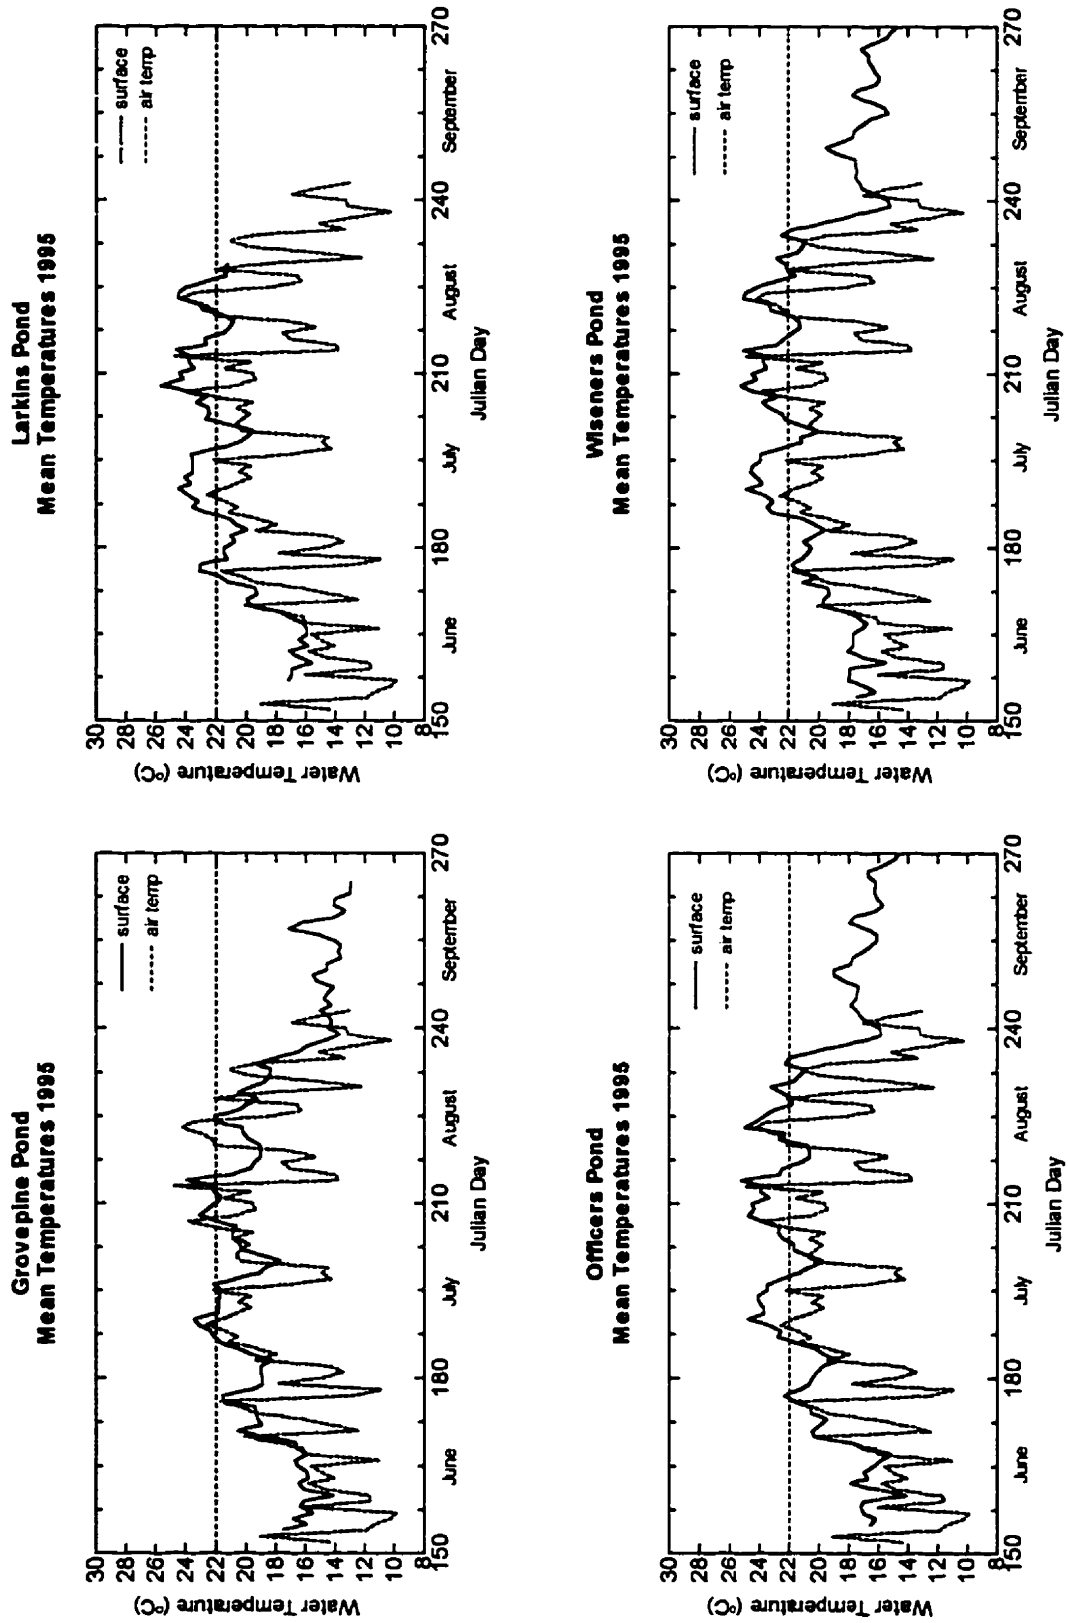 Grovepine Pond
Mean Temperatures 1995
Water Temperature (°C)
30
28
26
24
22
20
18
16
14
12
10
8
surface
air temp
150
180
210
240
270
June
July
August
September
Julian Day
Larkins Pond
Mean Temperatures 1995
Water Temperature (°C)
30
28
26
24
22
20
18
16
14
12
10
8
surface
air temp
150
180
210
240
270
June
July
August
September
Julian Day
Officers Pond
Mean Temperatures 1995
Water Temperature (°C)
30
28
26
24
22
20
18
16
14
12
10
8
surface
air temp
150
180
210
240
270
June
July
August
September
Julian Day
Wiseners Pond
Mean Temperatures 1995
Water Temperature (°C)
30
28
26
24
22
20
18
16
14
12
10
8
surface
air temp
150
180
210
240
270
June
July
August
September
Julian Day